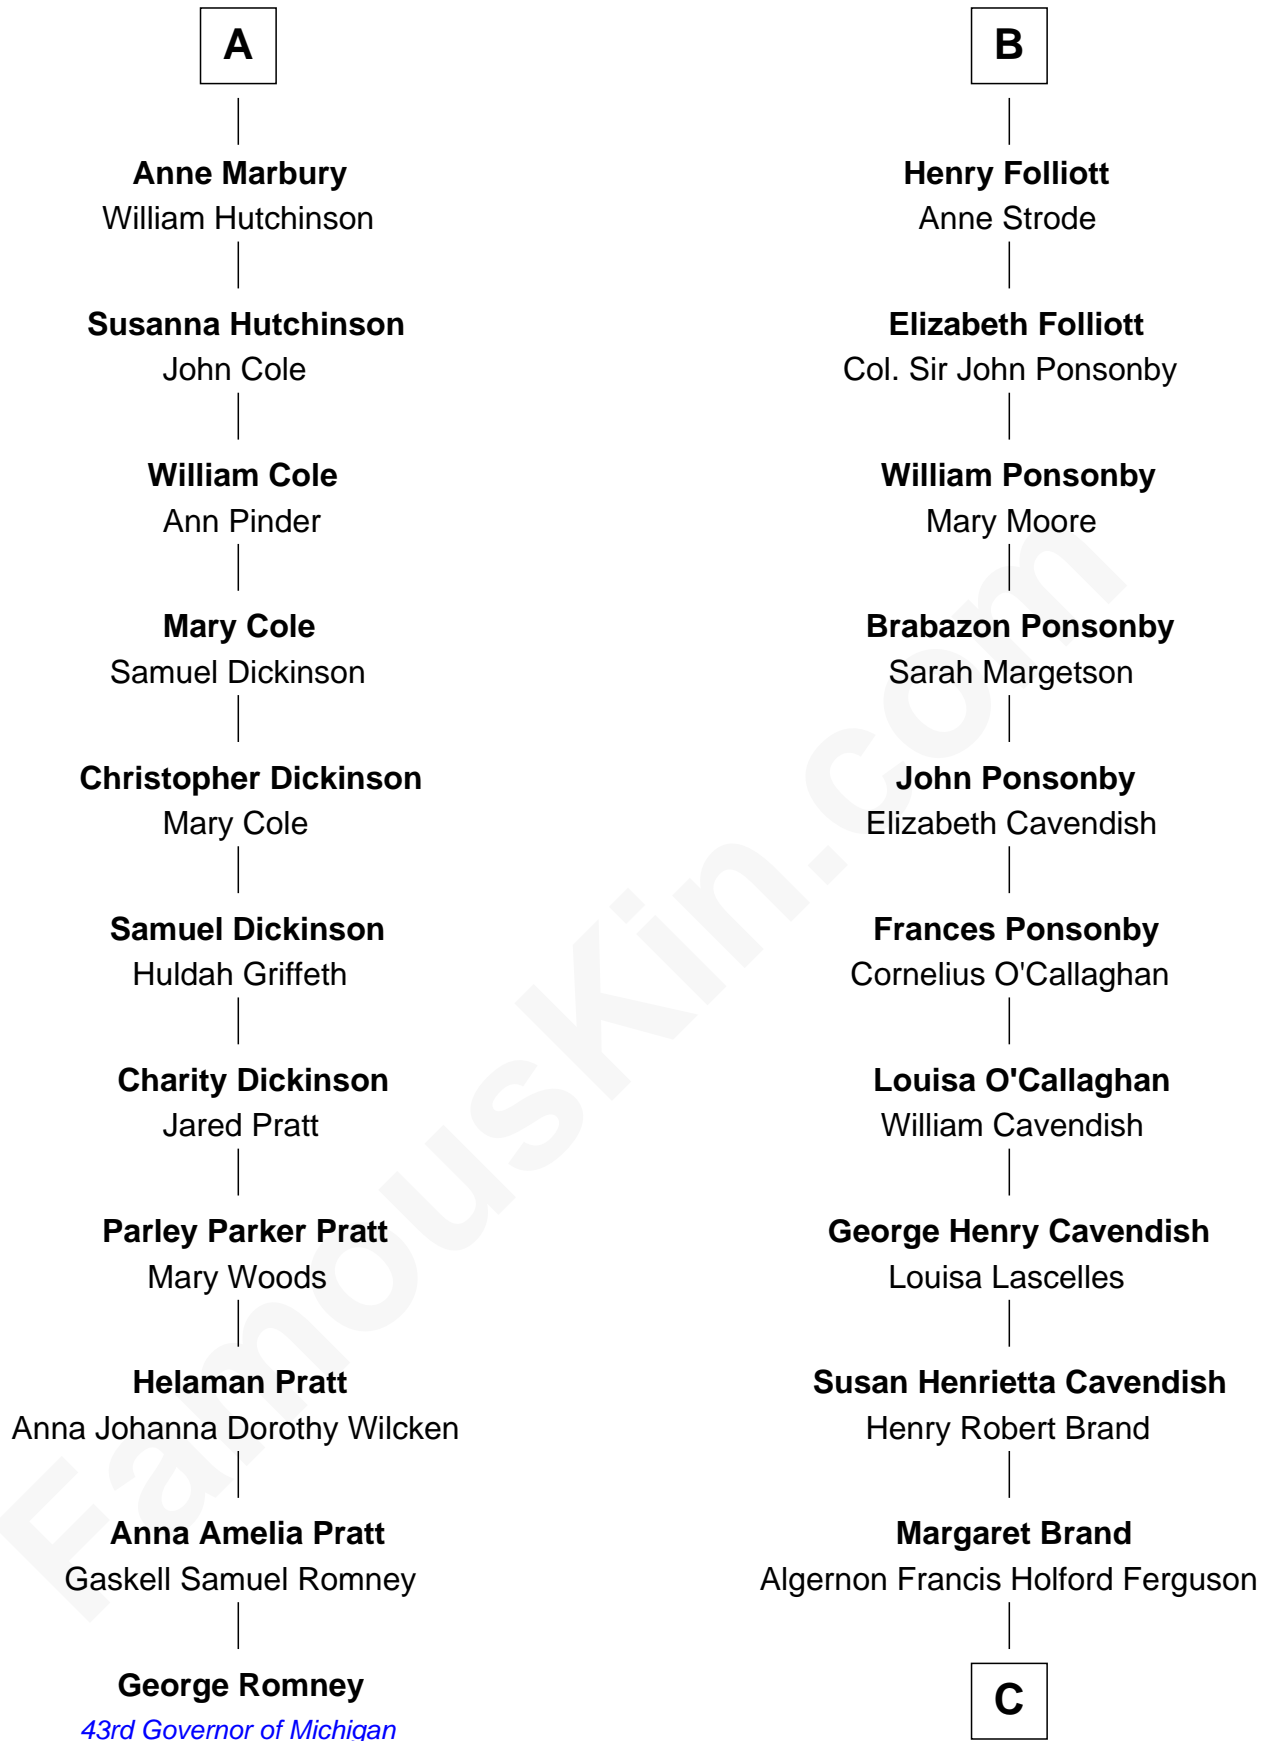 A
Anne Marbury
William Hutchinson
Susanna Hutchinson
John Cole
William Cole
Ann Pinder
Mary Cole
Samuel Dickinson
Christopher Dickinson
Mary Cole
Samuel Dickinson
Huldah Griffeth
Charity Dickinson
Jared Pratt
Parley Parker Pratt
Mary Woods
Helaman Pratt
Anna Johanna Dorothy Wilcken
Anna Amelia Pratt
Gaskell Samuel Romney
George Romney
43rd Governor of Michigan
B
Henry Folliott
Anne Strode
Elizabeth Folliott
Col. Sir John Ponsonby
William Ponsonby
Mary Moore
Brabazon Ponsonby
Sarah Margetson
John Ponsonby
Elizabeth Cavendish
Frances Ponsonby
Cornelius O'Callaghan
Louisa O'Callaghan
William Cavendish
George Henry Cavendish
Louisa Lascelles
Susan Henrietta Cavendish
Henry Robert Brand
Margaret Brand
Algernon Francis Holford Ferguson
C
FamousKin.com